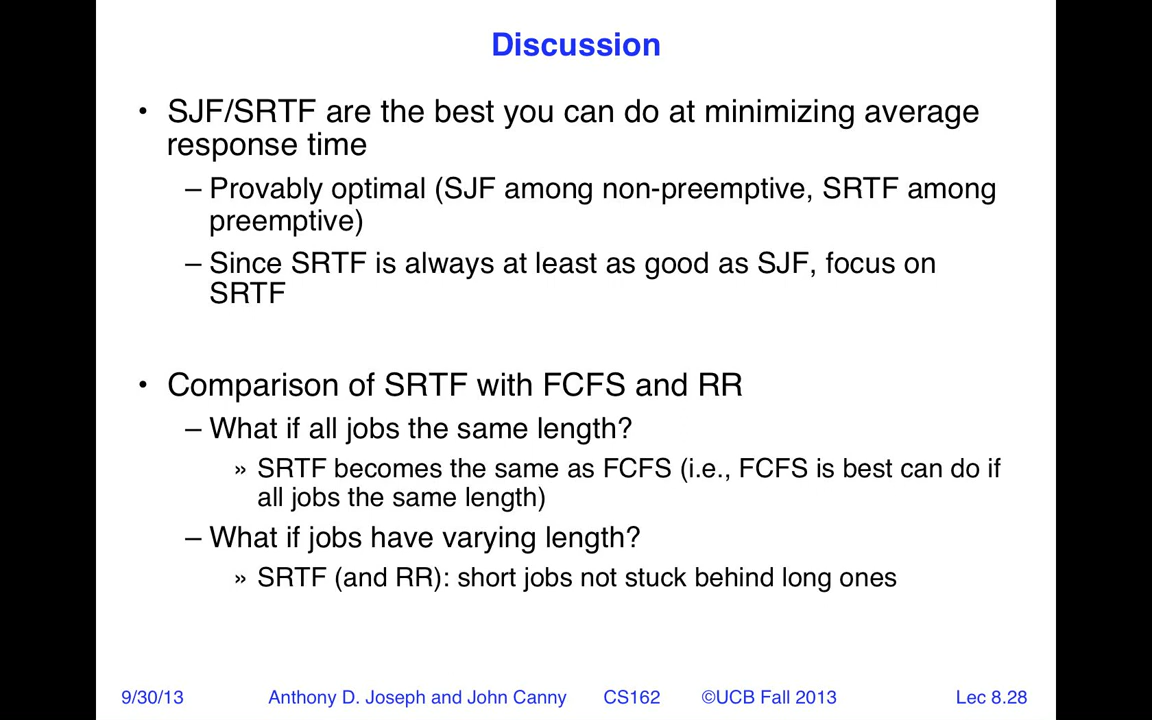 Discussion
• SJF/SRTF are the best you can do at minimizing average
response time
– Provably optimal (SJF among non-preemptive, SRTF among
preemptive)
– Since SRTF is always at least as good as SJF, focus on
SRTF
• Comparison of SRTF with FCFS and RR
– What if all jobs the same length?
» SRTF becomes the same as FCFS (i.e., FCFS is best can do if
all jobs the same length)
– What if jobs have varying length?
» SRTF (and RR): short jobs not stuck behind long ones
9/30/13 Anthony D. Joseph and John Canny CS162 ©UCB Fall 2013 Lec 8.28